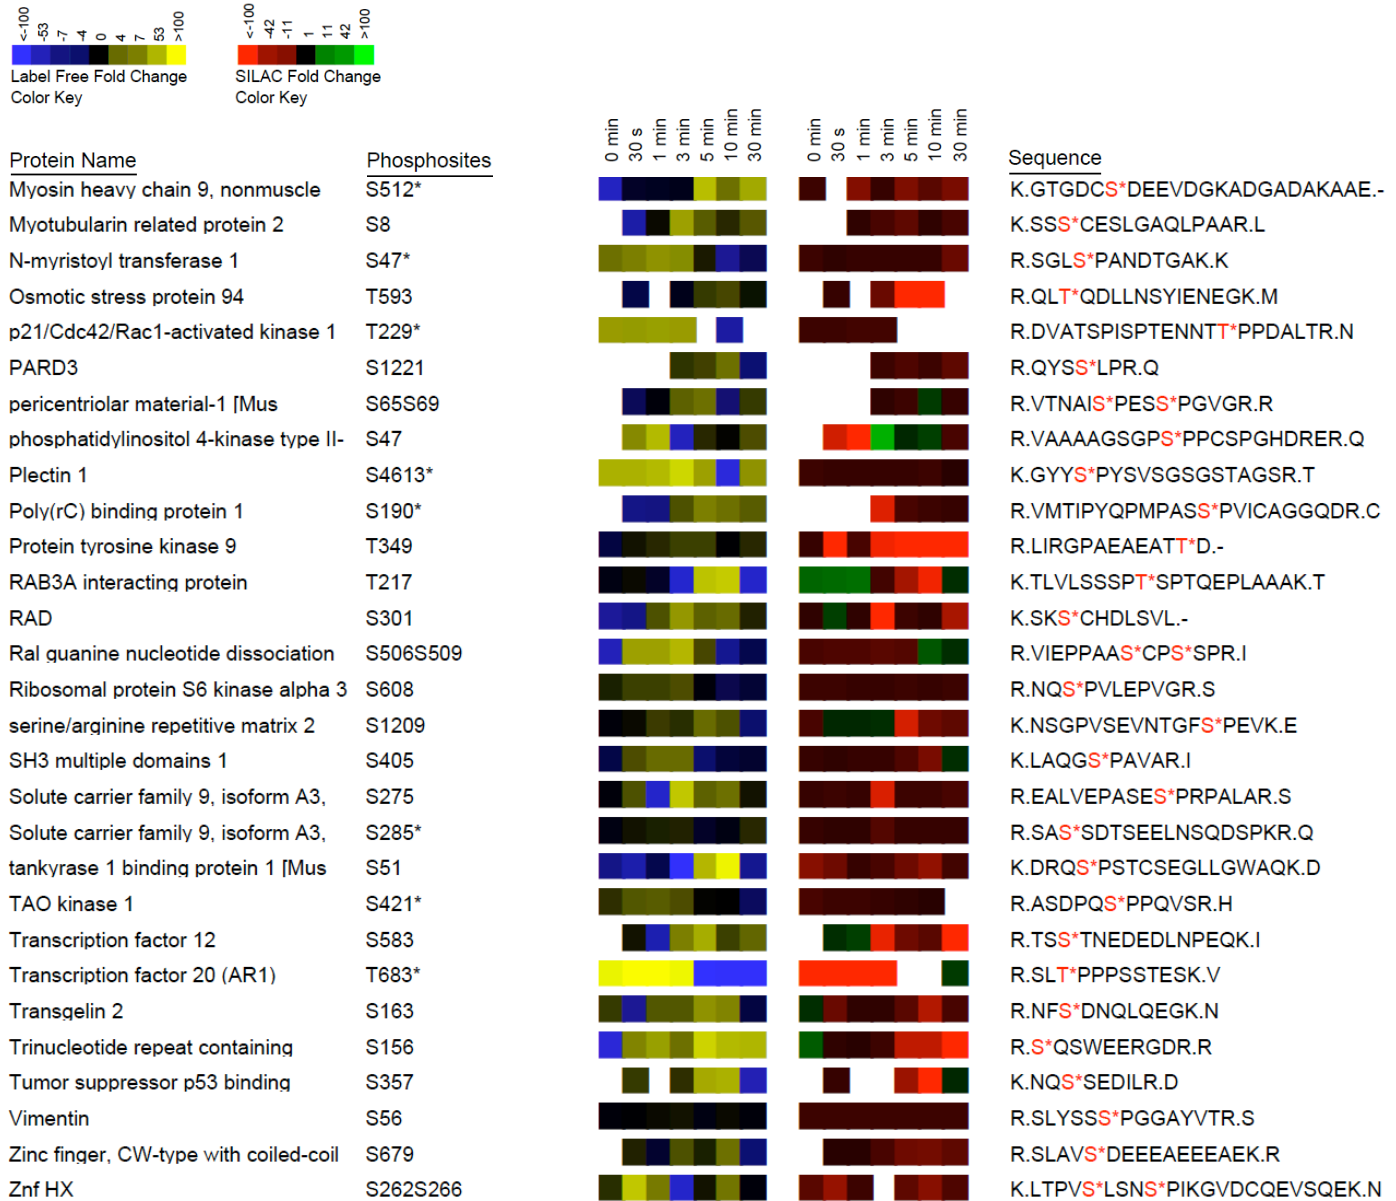 <-100 -53 -7 -4 0 4 7 53 >100
Label Free Fold Change
Color Key
<-100 -42 -11 1 11 42 >100
SILAC Fold Change
Color Key
0 min 30 s 1 min 3 min 5 min 10 min 30 min 0 min 30 s 1 min 3 min 5 min 10 min 30 min
Protein Name Phosphosites Sequence
Myosin heavy chain 9, nonmuscle S512* K.GTGDCS*DEEVDGKADGADAKAAE.-
Myotubularin related protein 2 S8 K.SSS*CESLGAQLPAAR.L
N-myristoyl transferase 1 S47* R.SGLS*PANDTGAK.K
Osmotic stress protein 94 T593 R.QLT*QDLLNSYIENEGK.M
p21/Cdc42/Rac1-activated kinase 1 T229* R.DVATSPISPTENNTT*PPDALTR.N
PARD3 S1221 R.QYSS*LPR.Q
pericentriolar material-1 [Mus S65S69 R.VTNAIS*PESS*PGVGR.R
phosphatidylinositol 4-kinase type II- S47 R.VAAAAGSGPS*PPCSPGHDRER.Q
Plectin 1 S4613* K.GYYS*PYSVSGSGSTAGSR.T
Poly(rC) binding protein 1 S190* R.VMTIPYQPMPASS*PVICAGGQDR.C
Protein tyrosine kinase 9 T349 R.LIRGPAEAEATT*D.-
RAB3A interacting protein T217 K.TLVLSSSPT*SPTQEPLAAAK.T
RAD S301 K.SKS*CHDLSVL.-
Ral guanine nucleotide dissociation S506S509 R.VIEPPAAS*CPS*SPR.I
Ribosomal protein S6 kinase alpha 3 S608 R.NQS*PVLEPVGR.S
serine/arginine repetitive matrix 2 S1209 K.NSGPVSEVNTGFS*PEVK.E
SH3 multiple domains 1 S405 K.LAQGS*PAVAR.I
Solute carrier family 9, isoform A3, S275 R.EALVEPASES*PRPALAR.S
Solute carrier family 9, isoform A3, S285* R.SAS*SDTSEELNSQDSPKR.Q
tankyrase 1 binding protein 1 [Mus S51 K.DRQS*PSTCSEGLLGWAQK.D
TAO kinase 1 S421* R.ASDPQS*PPQVSR.H
Transcription factor 12 S583 R.TSS*TNEDEDLNPEQK.I
Transcription factor 20 (AR1) T683* R.SLT*PPPSSTESK.V
Transgelin 2 S163 R.NFS*DNQLQEGK.N
Trinucleotide repeat containing S156 R.S*QSWEERGDR.R
Tumor suppressor p53 binding S357 K.NQS*SEDILR.D
Vimentin S56 R.SLYSSS*PGGAYVTR.S
Zinc finger, CW-type with coiled-coil S679 R.SLAVS*DEEEAEEEAEK.R
Znf HX S262S266 K.LTPVS*LSNS*PIKGVDCQEVSQEK.N